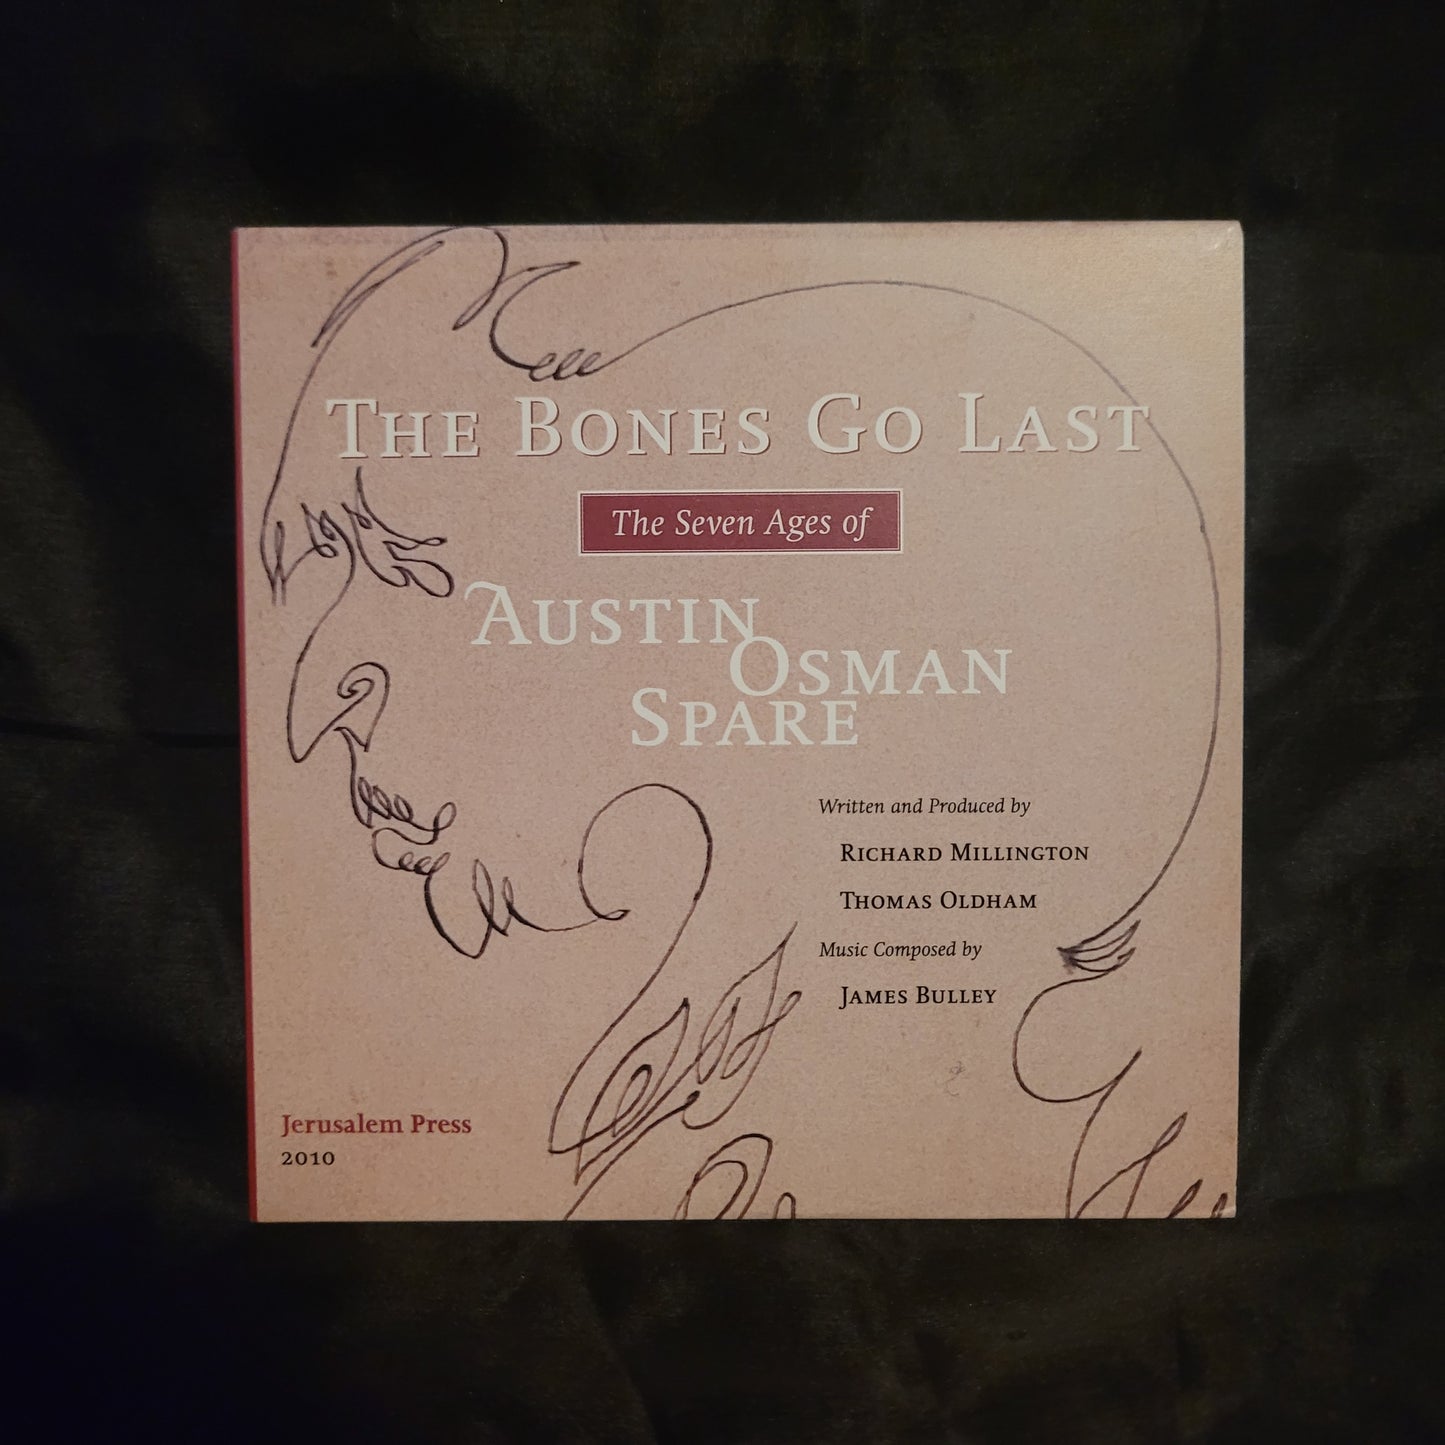 The Bones Go Last
The Seven Ages of
Austin
Osman
Spare
Written and Produced by
Richard Millington
Thomas Oldham
Music Composed by
James Bulley
Jerusalem Press
2010